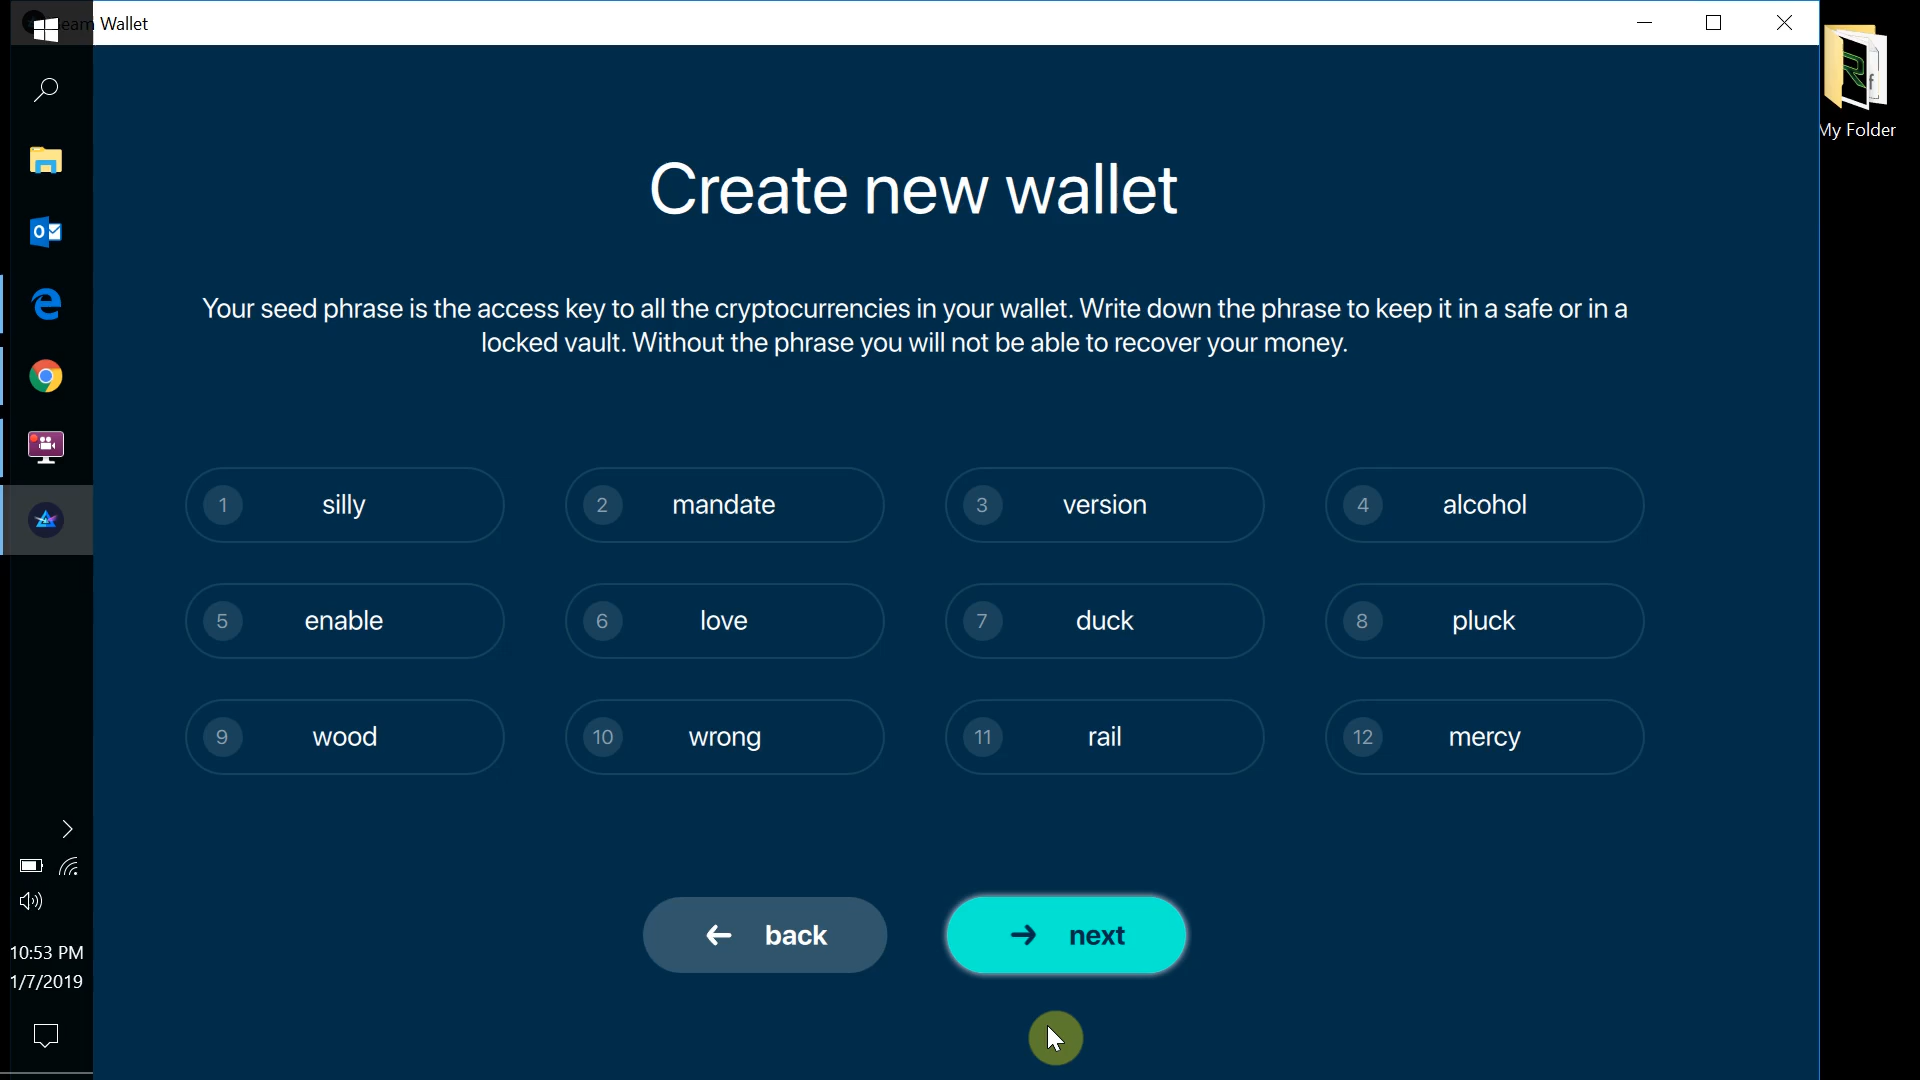 eam Wallet
My Folder
Create new wallet
Your seed phrase is the access key to all the cryptocurrencies in your wallet. Write down the phrase to keep it in a safe or in a
locked vault. Without the phrase you will not be able to recover your money.
1 silly 2 mandate 3 version 4 alcohol
5 enable 6 love 7 duck 8 pluck
9 wood 10 wrong 11 rail 12 mercy
back next
10:53 PM
1/7/2019